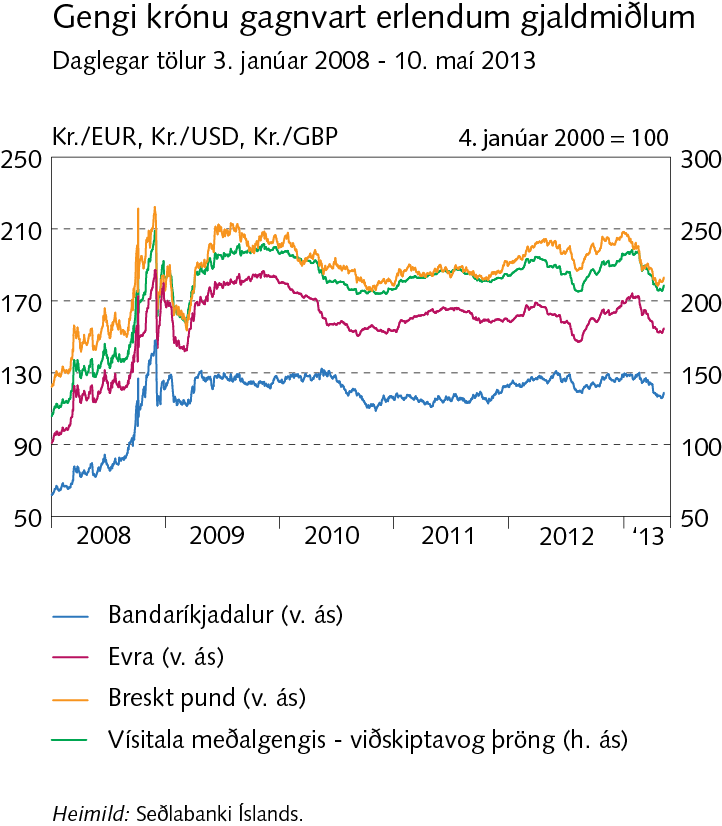 Gengi krónu gagnvart erlendum gjaldmiðlum
Daglegar tölur 3. janúar 2008 - 10. maí 2013
Kr./EUR, Kr./USD, Kr./GBP 4. janúar 2000 = 100
250 300
210 250
170 200
130 150
90 100
50 50
2008 2009 2010 2011 2012 '13
Bandaríkjadalur (v. ás)
Evra (v. ás)
Breskt pund (v. ás)
Vísitala meðalgengis - viðskiptavog þröng (h. ás)
Heimild: Seðlabanki Íslands.